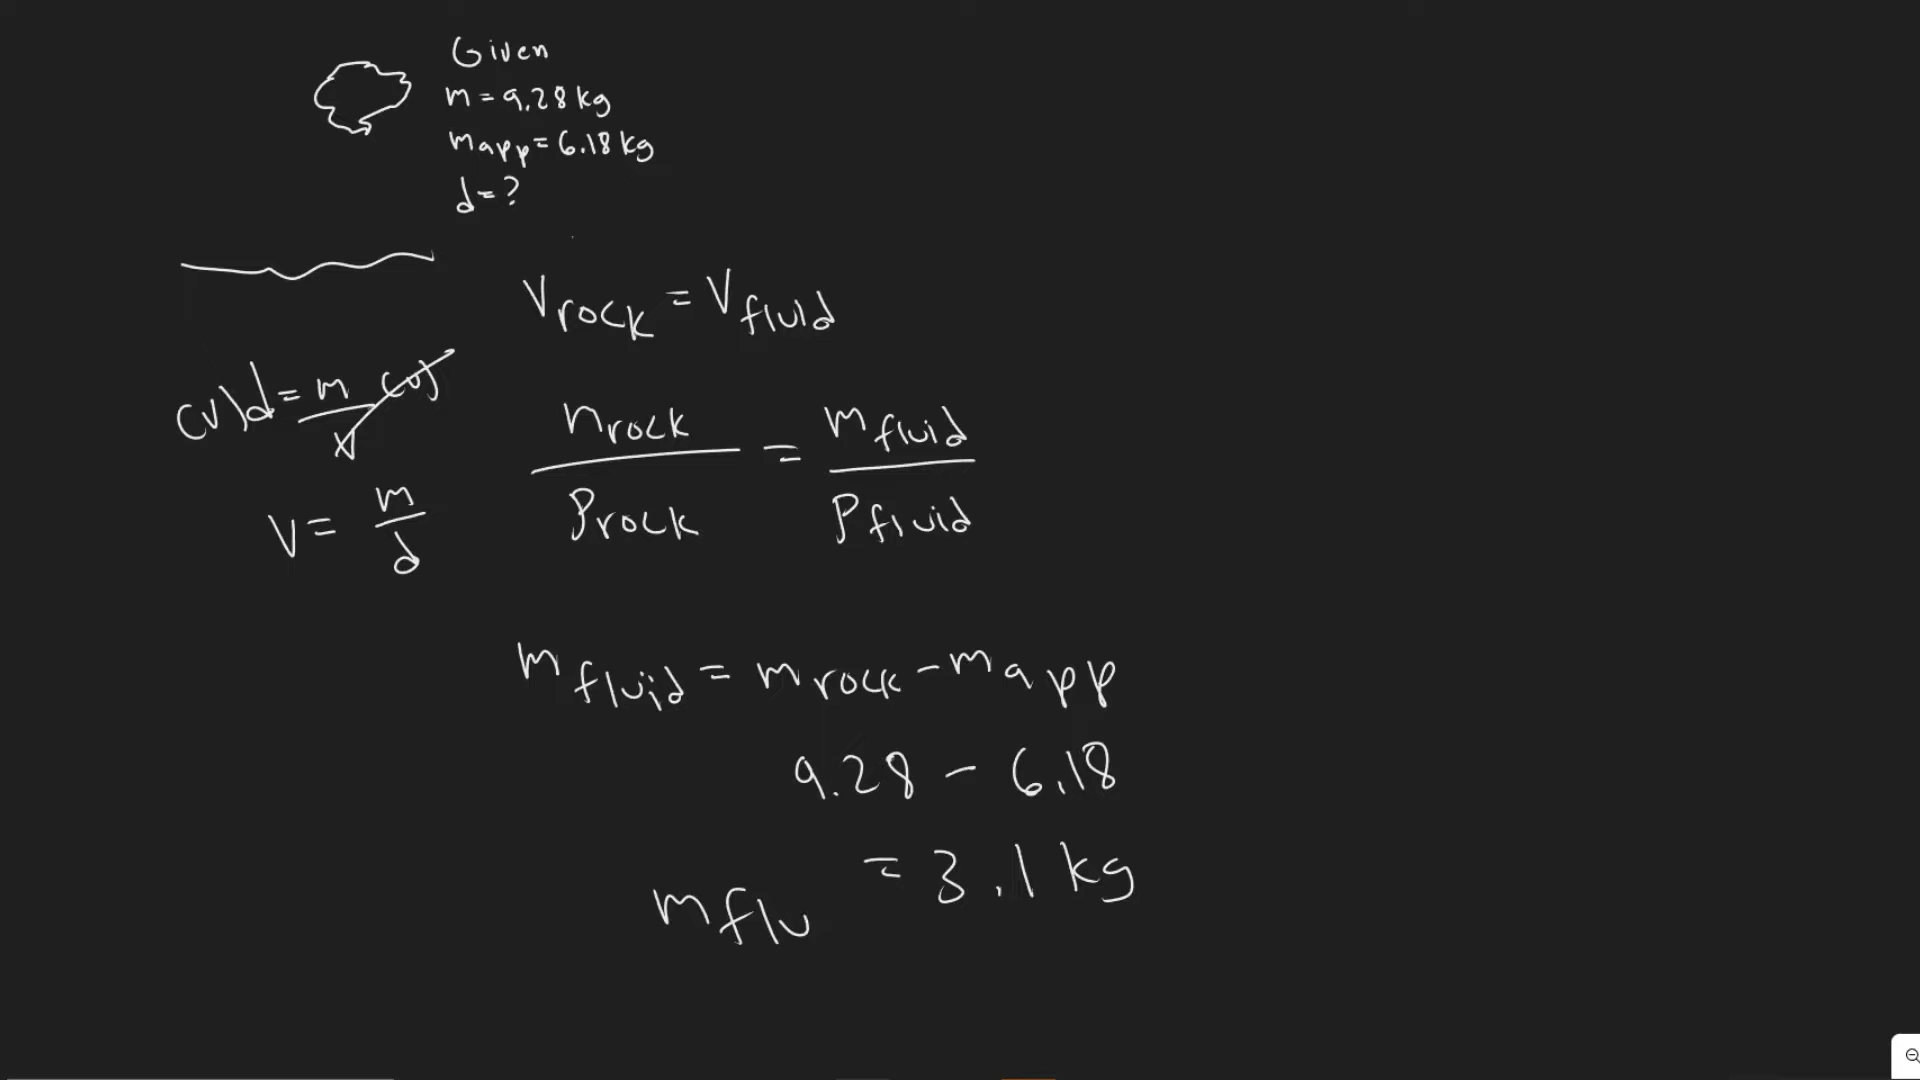 Given
m = 9.28 kg
mapp = 6.18 kg
d = ?
Vrock = Vfluid
(v)d = m/v (v)
mrock/ρrock = mfluid/ρfluid
V = m/d
mfluid = mrock - mapp
9.28 - 6.18
= 3.1 kg
mflu